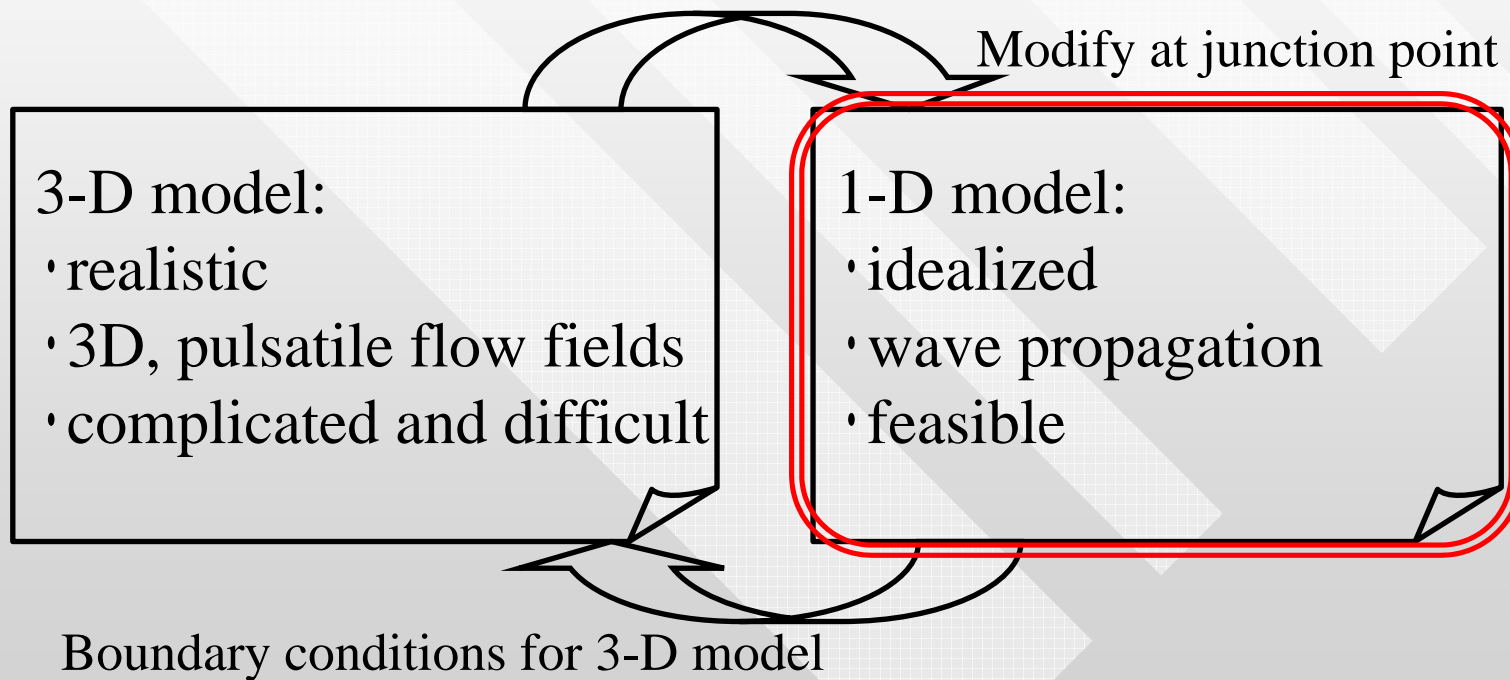 Modify at junction point
3-D model:
·realistic
·3D, pulsatile flow fields
·complicated and difficult
1-D model:
·idealized
·wave propagation
·feasible
Boundary conditions for 3-D model